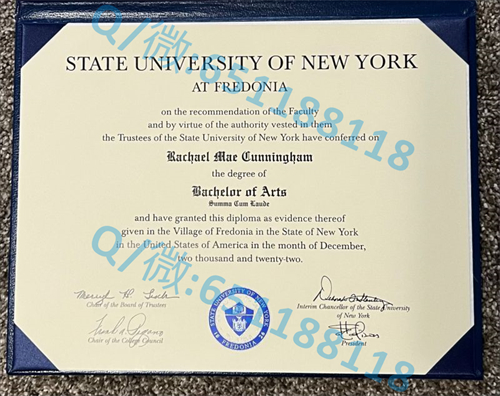 STATE UNIVERSITY OF NEW YORK
AT FREDONIA
on the recommendation of the Faculty
and by virtue of the authority vested in them
the Trustees of the State University of New York have conferred on
Rachael Mae Cunningham
the degree of
Bachelor of Arts
Summa Cum Laude
and have granted this diploma as evidence thereof
given in the Village of Fredonia in the State of New York
in the United States of America in the month of December,
two thousand and twenty-two.
Chair of the Board of Trustees
Chair of the College Council
STATE UNIVERSITY OF NEW YORK
AT FREDONIA
Interim Chancellor of the State University
of New York
President
Q/微:651188118
Q/微:651188118